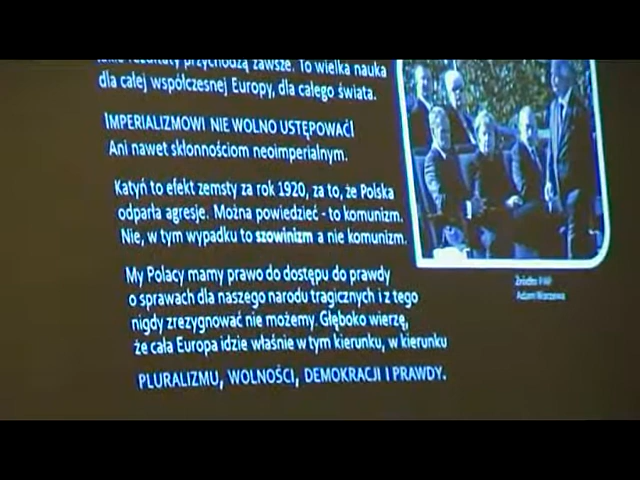 rezultaty przychodzą zawsze. To wielka nauka
dla całej współczesnej Europy, dla całego świata.
IMPERIALIZMOWI NIE WOLNO USTĘPOWAĆ!
Ani nawet skłonnościom neoimperialnym.
Katyń to efekt zemsty za rok 1920, za to, że Polska
odparła agresję. Można powiedzieć - to komunizm.
Nie, w tym wypadku to szowinizm a nie komunizm.
My Polacy mamy prawo do dostępu do prawdy
o sprawach dla naszego narodu tragicznych i z tego
nigdy zrezygnować nie możemy. Głęboko wierzę,
że cała Europa idzie właśnie w tym kierunku, w kierunku
PLURALIZMU, WOLNOŚCI, DEMOKRACJI I PRAWDY.
Źródło PAP
Adam Warżawa